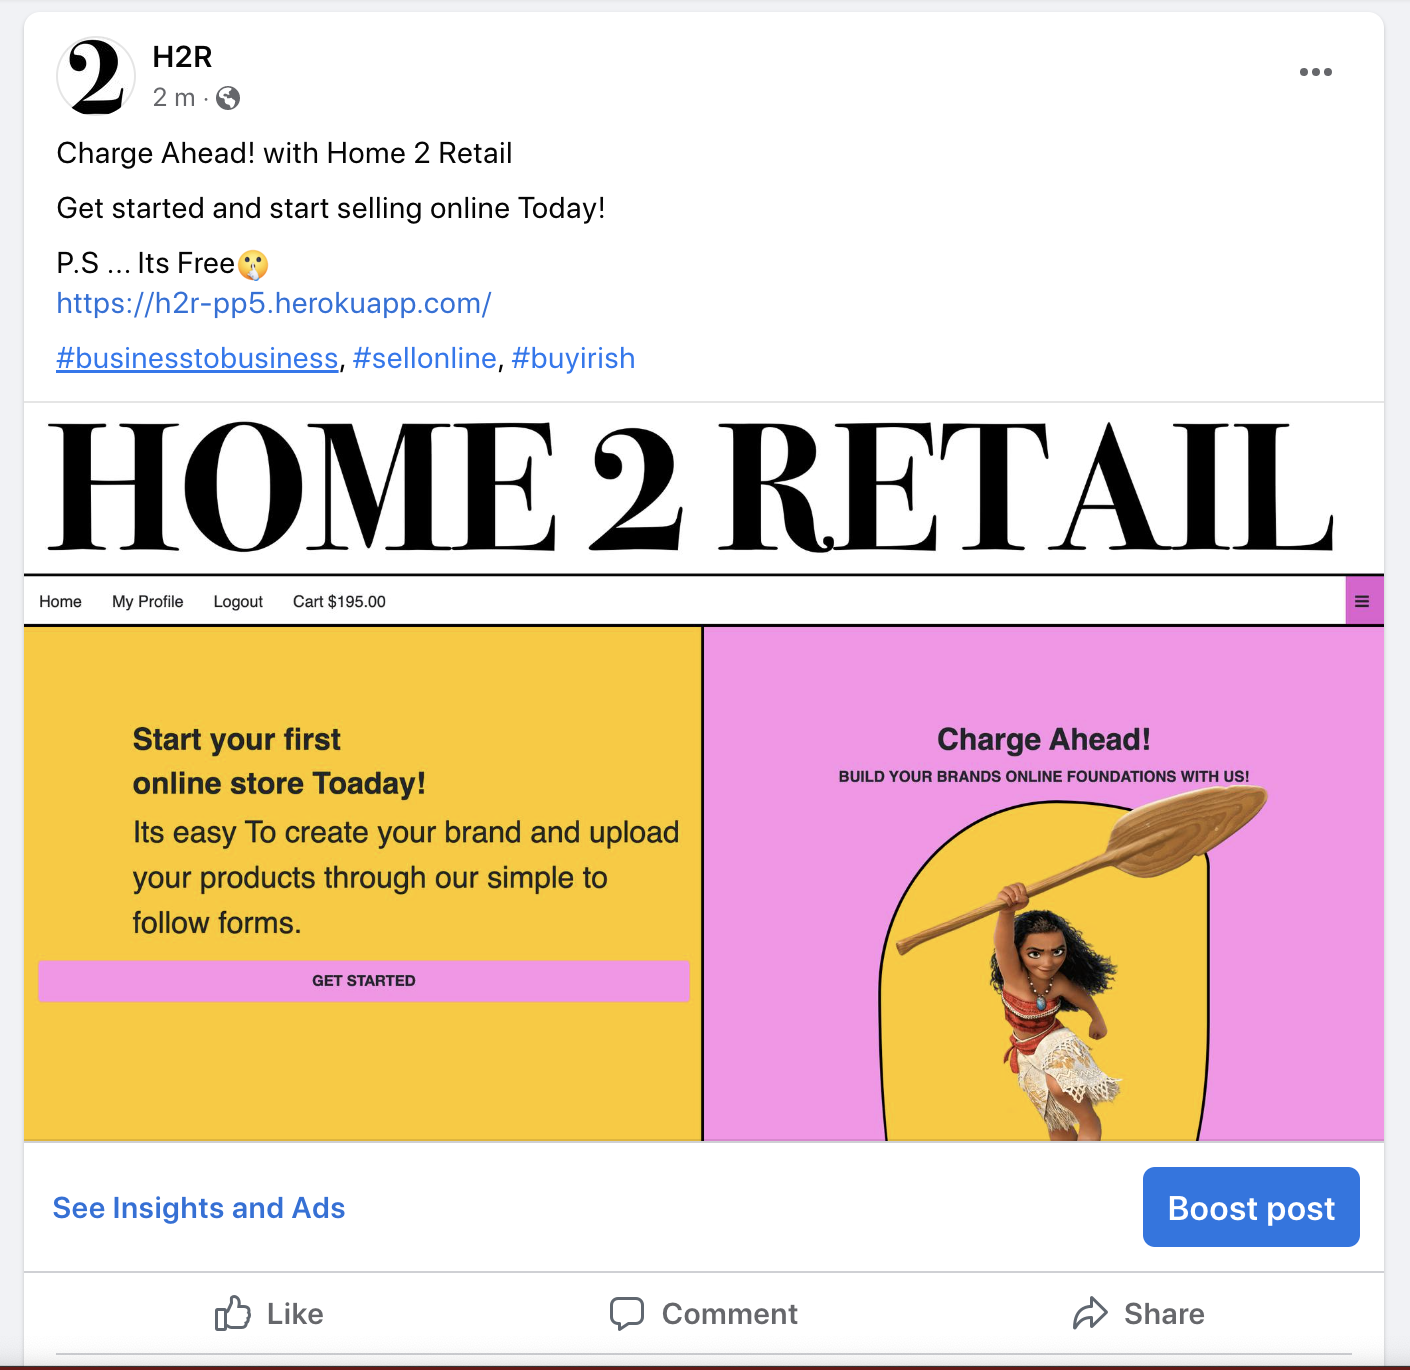 2
H2R
2 m ·
Charge Ahead! with Home 2 Retail
Get started and start selling online Today!
P.S ... Its Free🤫
https://h2r-pp5.herokuapp.com/
#businesstobusiness, #sellonline, #buyirish
HOME 2 RETAIL
Home My Profile Logout Cart $195.00
Start your first
online store Toaday!
Its easy To create your brand and upload
your products through our simple to
follow forms.
GET STARTED
Charge Ahead!
BUILD YOUR BRANDS ONLINE FOUNDATIONS WITH US!
See Insights and Ads
Boost post
Like
Comment
Share